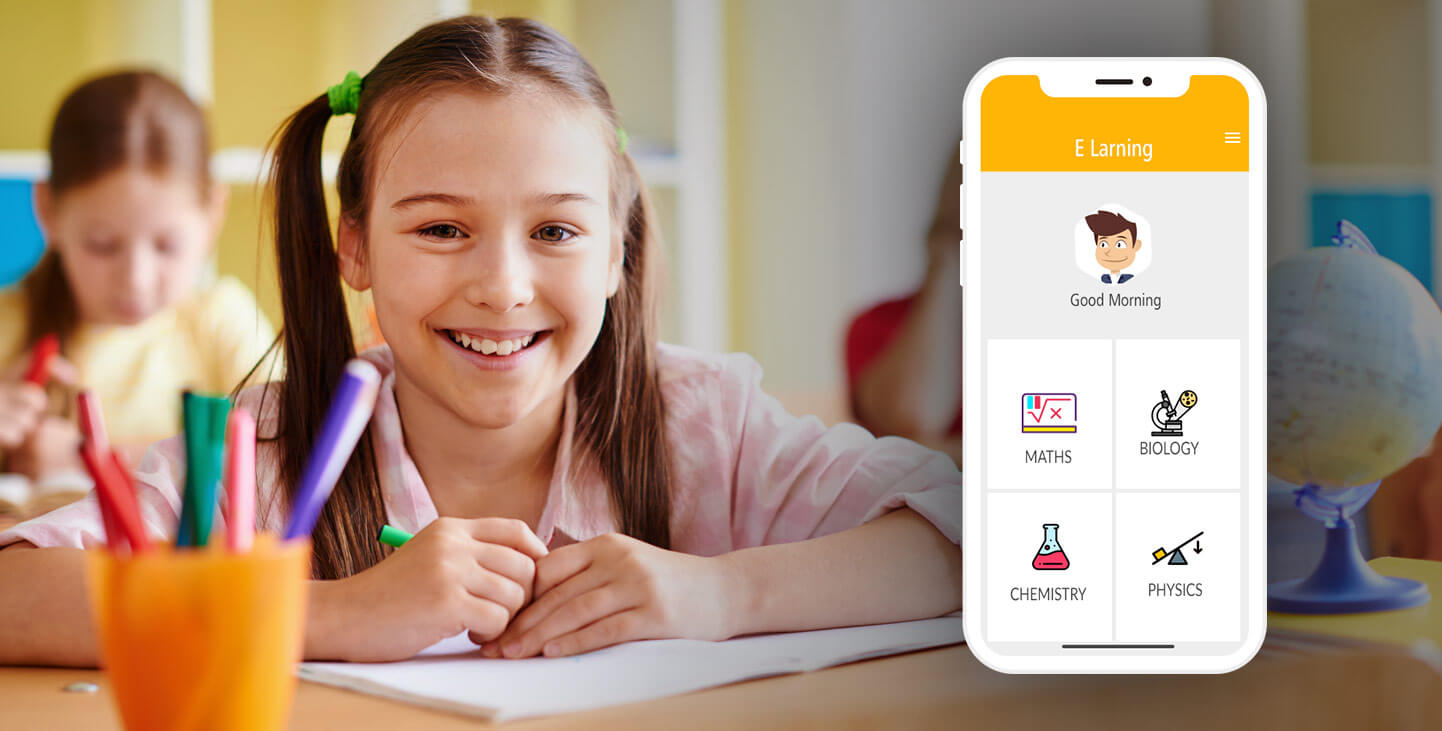 E Larning
Good Morning
MATHS
BIOLOGY
CHEMISTRY
PHYSICS